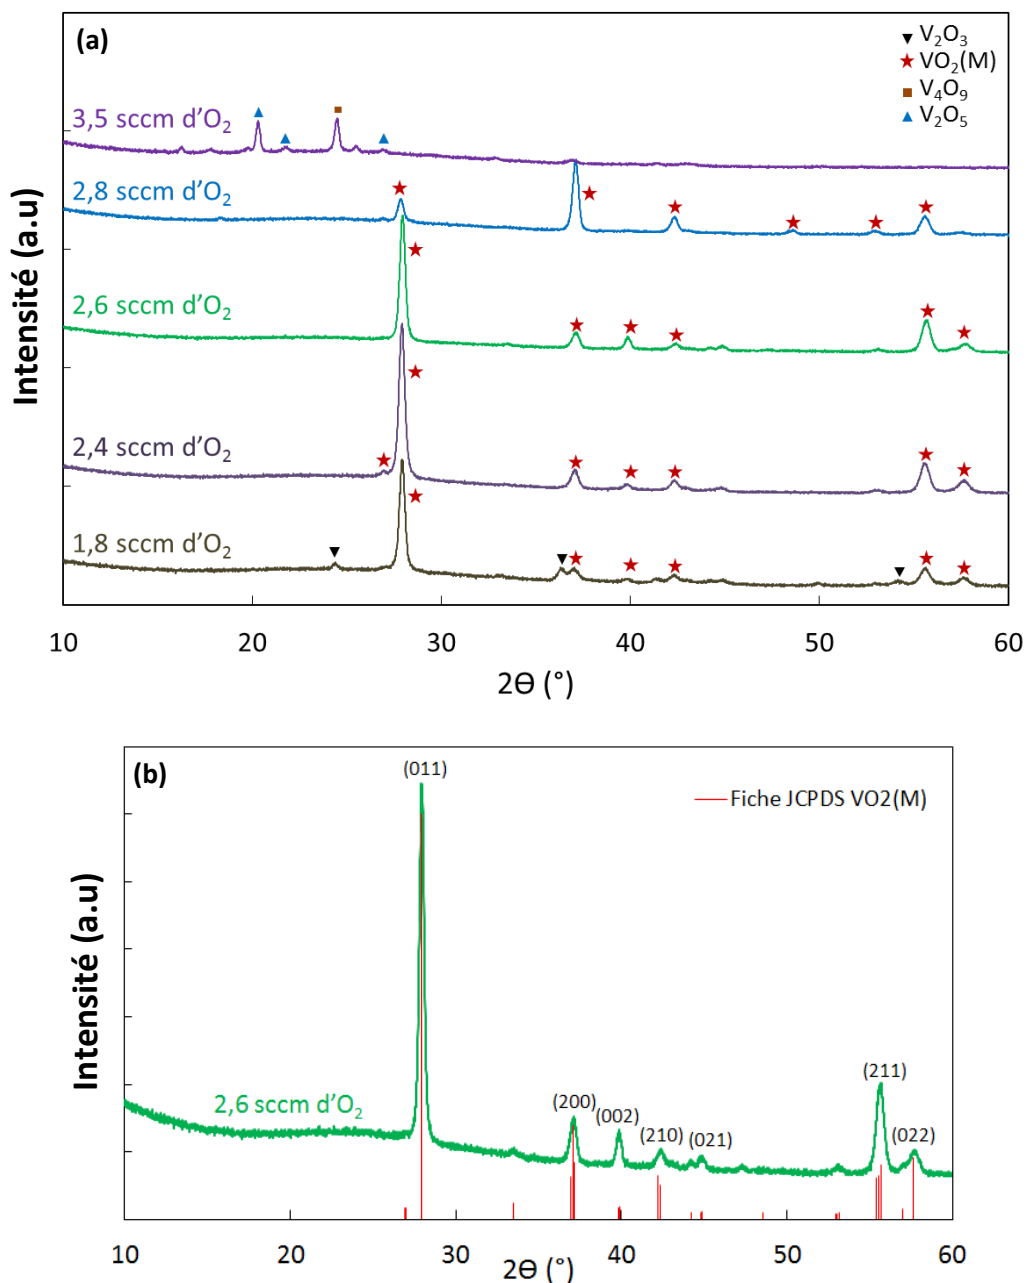 (a)
V₂O₃
VO₂(M)
V₄O₉
V₂O₅
3,5 sccm d’O₂
2,8 sccm d’O₂
2,6 sccm d’O₂
2,4 sccm d’O₂
1,8 sccm d’O₂
Intensité (a.u)
10 20 30 40 50 60
2Ɵ (°)
(b)
(011)
Fiche JCPDS VO2(M)
2,6 sccm d’O₂
(200)
(002)
(210)
(021)
(211)
(022)
Intensité (a.u)
10 20 30 40 50 60
2Ɵ (°)